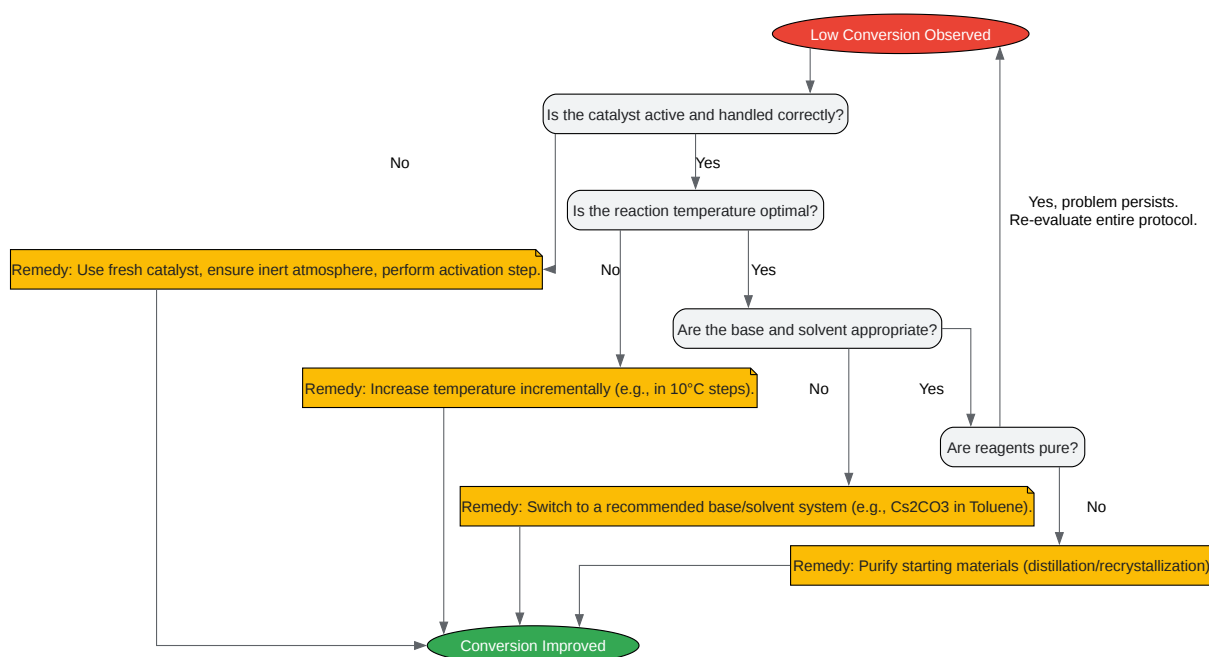 Low Conversion Observed
Is the catalyst active and handled correctly?
No
Yes
Is the reaction temperature optimal?
Yes, problem persists.
Re-evaluate entire protocol.
Remedy: Use fresh catalyst, ensure inert atmosphere, perform activation step.
No
Yes
Are the base and solvent appropriate?
Remedy: Increase temperature incrementally (e.g., in 10°C steps).
No
Yes
Are reagents pure?
Remedy: Switch to a recommended base/solvent system (e.g., Cs2CO3 in Toluene).
No
Remedy: Purify starting materials (distillation/recrystallization)
Conversion Improved